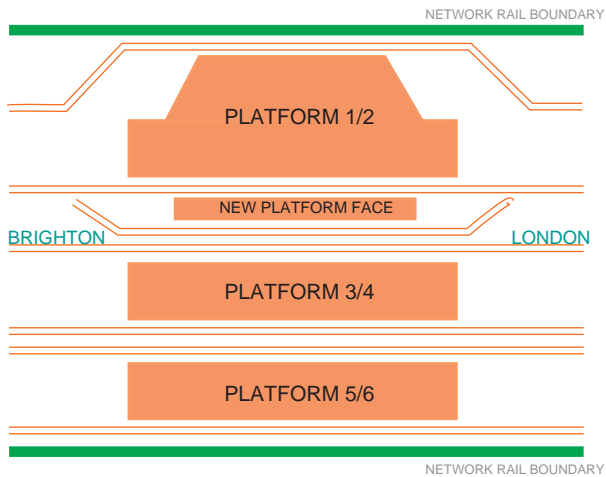 NETWORK RAIL BOUNDARY
PLATFORM 1/2
NEW PLATFORM FACE
BRIGHTON
LONDON
PLATFORM 3/4
PLATFORM 5/6
NETWORK RAIL BOUNDARY